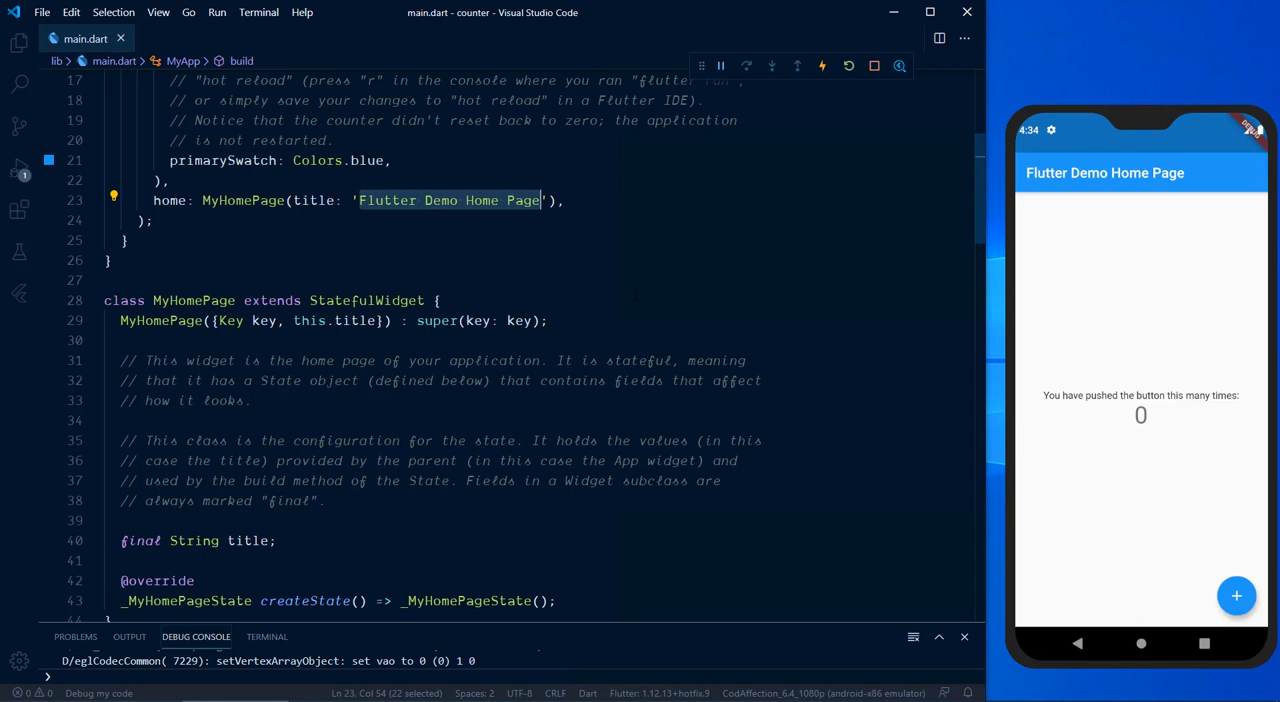 File Edit Selection View Go Run Terminal Help
main.dart - counter - Visual Studio Code
main.dart
lib > main.dart > MyApp > build
17 // "hot reload" (press "r" in the console where you ran "flutter run",
18 // or simply save your changes to "hot reload" in a Flutter IDE).
19 // Notice that the counter didn't reset back to zero; the application
20 // is not restarted.
21 primarySwatch: Colors.blue,
22 ),
23 home: MyHomePage(title: 'Flutter Demo Home Page'),
24 );
25 }
26 }
27
28 class MyHomePage extends StatefulWidget {
29 MyHomePage({Key key, this.title}) : super(key: key);
30
31 // This widget is the home page of your application. It is stateful, meaning
32 // that it has a State object (defined below) that contains fields that affect
33 // how it looks.
34
35 // This class is the configuration for the state. It holds the values (in this
36 // case the title) provided by the parent (in this case the App widget) and
37 // used by the build method of the State. Fields in a Widget subclass are
38 // always marked "final".
39
40 final String title;
41
42 @override
43 _MyHomePageState createState() => _MyHomePageState();
1
PROBLEMS OUTPUT DEBUG CONSOLE TERMINAL
D/eglCodecCommon( 7229): setVertexArrayObject: set vao to 0 (0) 1 0
❯
0 0 Debug my code Ln 23, Col 54 (22 selected) Spaces: 2 UTF-8 CRLF Dart Flutter: 1.12.13+hotfix.9 CodAffection_6.4_1080p (android-x86 emulator)
4:34
DEBUG
Flutter Demo Home Page
You have pushed the button this many times:
0
+